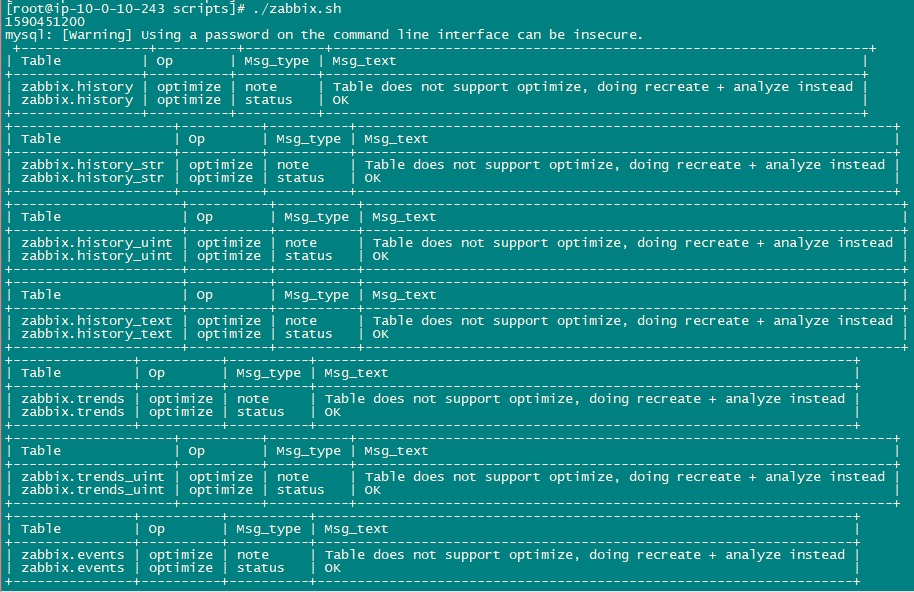 [root@ip-10-0-10-243 scripts]# ./zabbix.sh
1590451200
mysql: [Warning] Using a password on the command line interface can be insecure.
+-----------------+----------+----------+-------------------------------------------------------------------+
| Table           | Op       | Msg_type | Msg_text                                                          |
+-----------------+----------+----------+-------------------------------------------------------------------+
| zabbix.history | optimize | note     | Table does not support optimize, doing recreate + analyze instead |
| zabbix.history | optimize | status   | OK                                                                |
+----------------+----------+----------+-------------------------------------------------------------------+
+--------------------+----------+----------+-------------------------------------------------------------------+
| Table              | Op       | Msg_type | Msg_text                                                          |
+--------------------+----------+----------+-------------------------------------------------------------------+
| zabbix.history_str | optimize | note     | Table does not support optimize, doing recreate + analyze instead |
| zabbix.history_str | optimize | status   | OK                                                                |
+--------------------+----------+----------+-------------------------------------------------------------------+
+---------------------+----------+----------+-------------------------------------------------------------------+
| Table               | Op       | Msg_type | Msg_text                                                          |
+---------------------+----------+----------+-------------------------------------------------------------------+
| zabbix.history_uint | optimize | note     | Table does not support optimize, doing recreate + analyze instead |
| zabbix.history_uint | optimize | status   | OK                                                                |
+---------------------+----------+----------+-------------------------------------------------------------------+
+---------------------+----------+----------+-------------------------------------------------------------------+
| Table               | Op       | Msg_type | Msg_text                                                          |
+---------------------+----------+----------+-------------------------------------------------------------------+
| zabbix.history_text | optimize | note     | Table does not support optimize, doing recreate + analyze instead |
| zabbix.history_text | optimize | status   | OK                                                                |
+---------------------+----------+----------+-------------------------------------------------------------------+
+---------------+----------+----------+-------------------------------------------------------------------+
| Table         | Op       | Msg_type | Msg_text                                                          |
+---------------+----------+----------+-------------------------------------------------------------------+
| zabbix.trends | optimize | note     | Table does not support optimize, doing recreate + analyze instead |
| zabbix.trends | optimize | status   | OK                                                                |
+---------------+----------+----------+-------------------------------------------------------------------+
+--------------------+----------+----------+-------------------------------------------------------------------+
| Table              | Op       | Msg_type | Msg_text                                                          |
+--------------------+----------+----------+-------------------------------------------------------------------+
| zabbix.trends_uint | optimize | note     | Table does not support optimize, doing recreate + analyze instead |
| zabbix.trends_uint | optimize | status   | OK                                                                |
+--------------------+----------+----------+-------------------------------------------------------------------+
+---------------+----------+----------+-------------------------------------------------------------------+
| Table         | Op       | Msg_type | Msg_text                                                          |
+---------------+----------+----------+-------------------------------------------------------------------+
| zabbix.events | optimize | note     | Table does not support optimize, doing recreate + analyze instead |
| zabbix.events | optimize | status   | OK                                                                |
+---------------+----------+----------+-------------------------------------------------------------------+